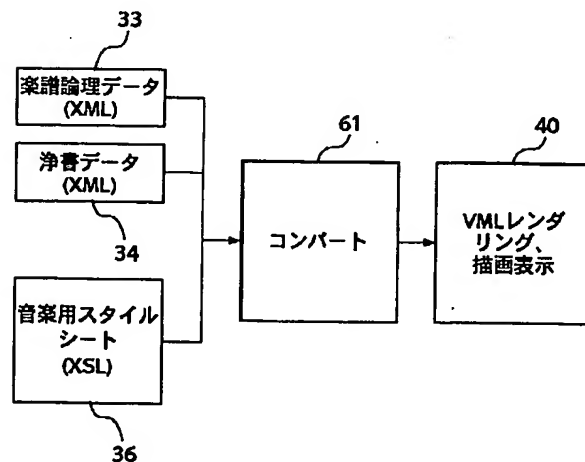 33
楽譜論理データ
(XML)
浄書データ
(XML)
34
音楽用スタイル
シート
(XSL)
36
61
コンバート
40
VMLレンダ
リング、
描画表示